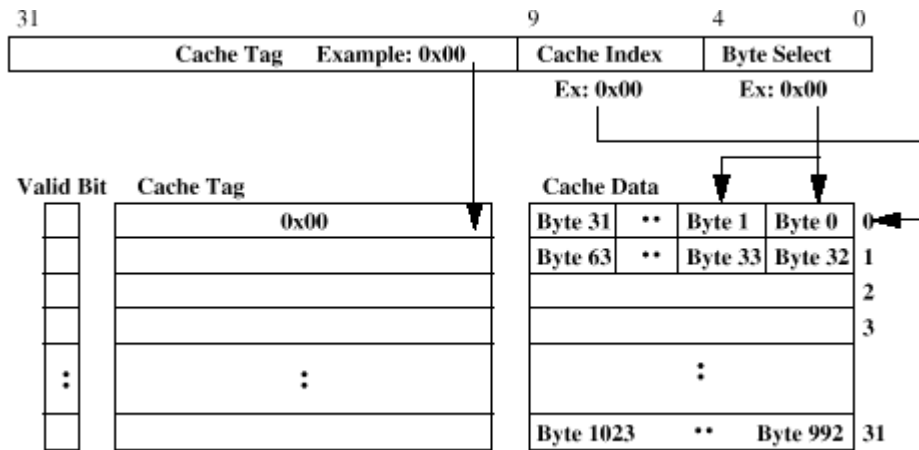 31 9 4 0
Cache Tag Example: 0x00 Cache Index Byte Select
Ex: 0x00 Ex: 0x00
Valid Bit Cache Tag Cache Data
0x00 Byte 31 •• Byte 1 Byte 0 0
Byte 63 •• Byte 33 Byte 32 1
2
3
: : :
Byte 1023 •• Byte 992 31